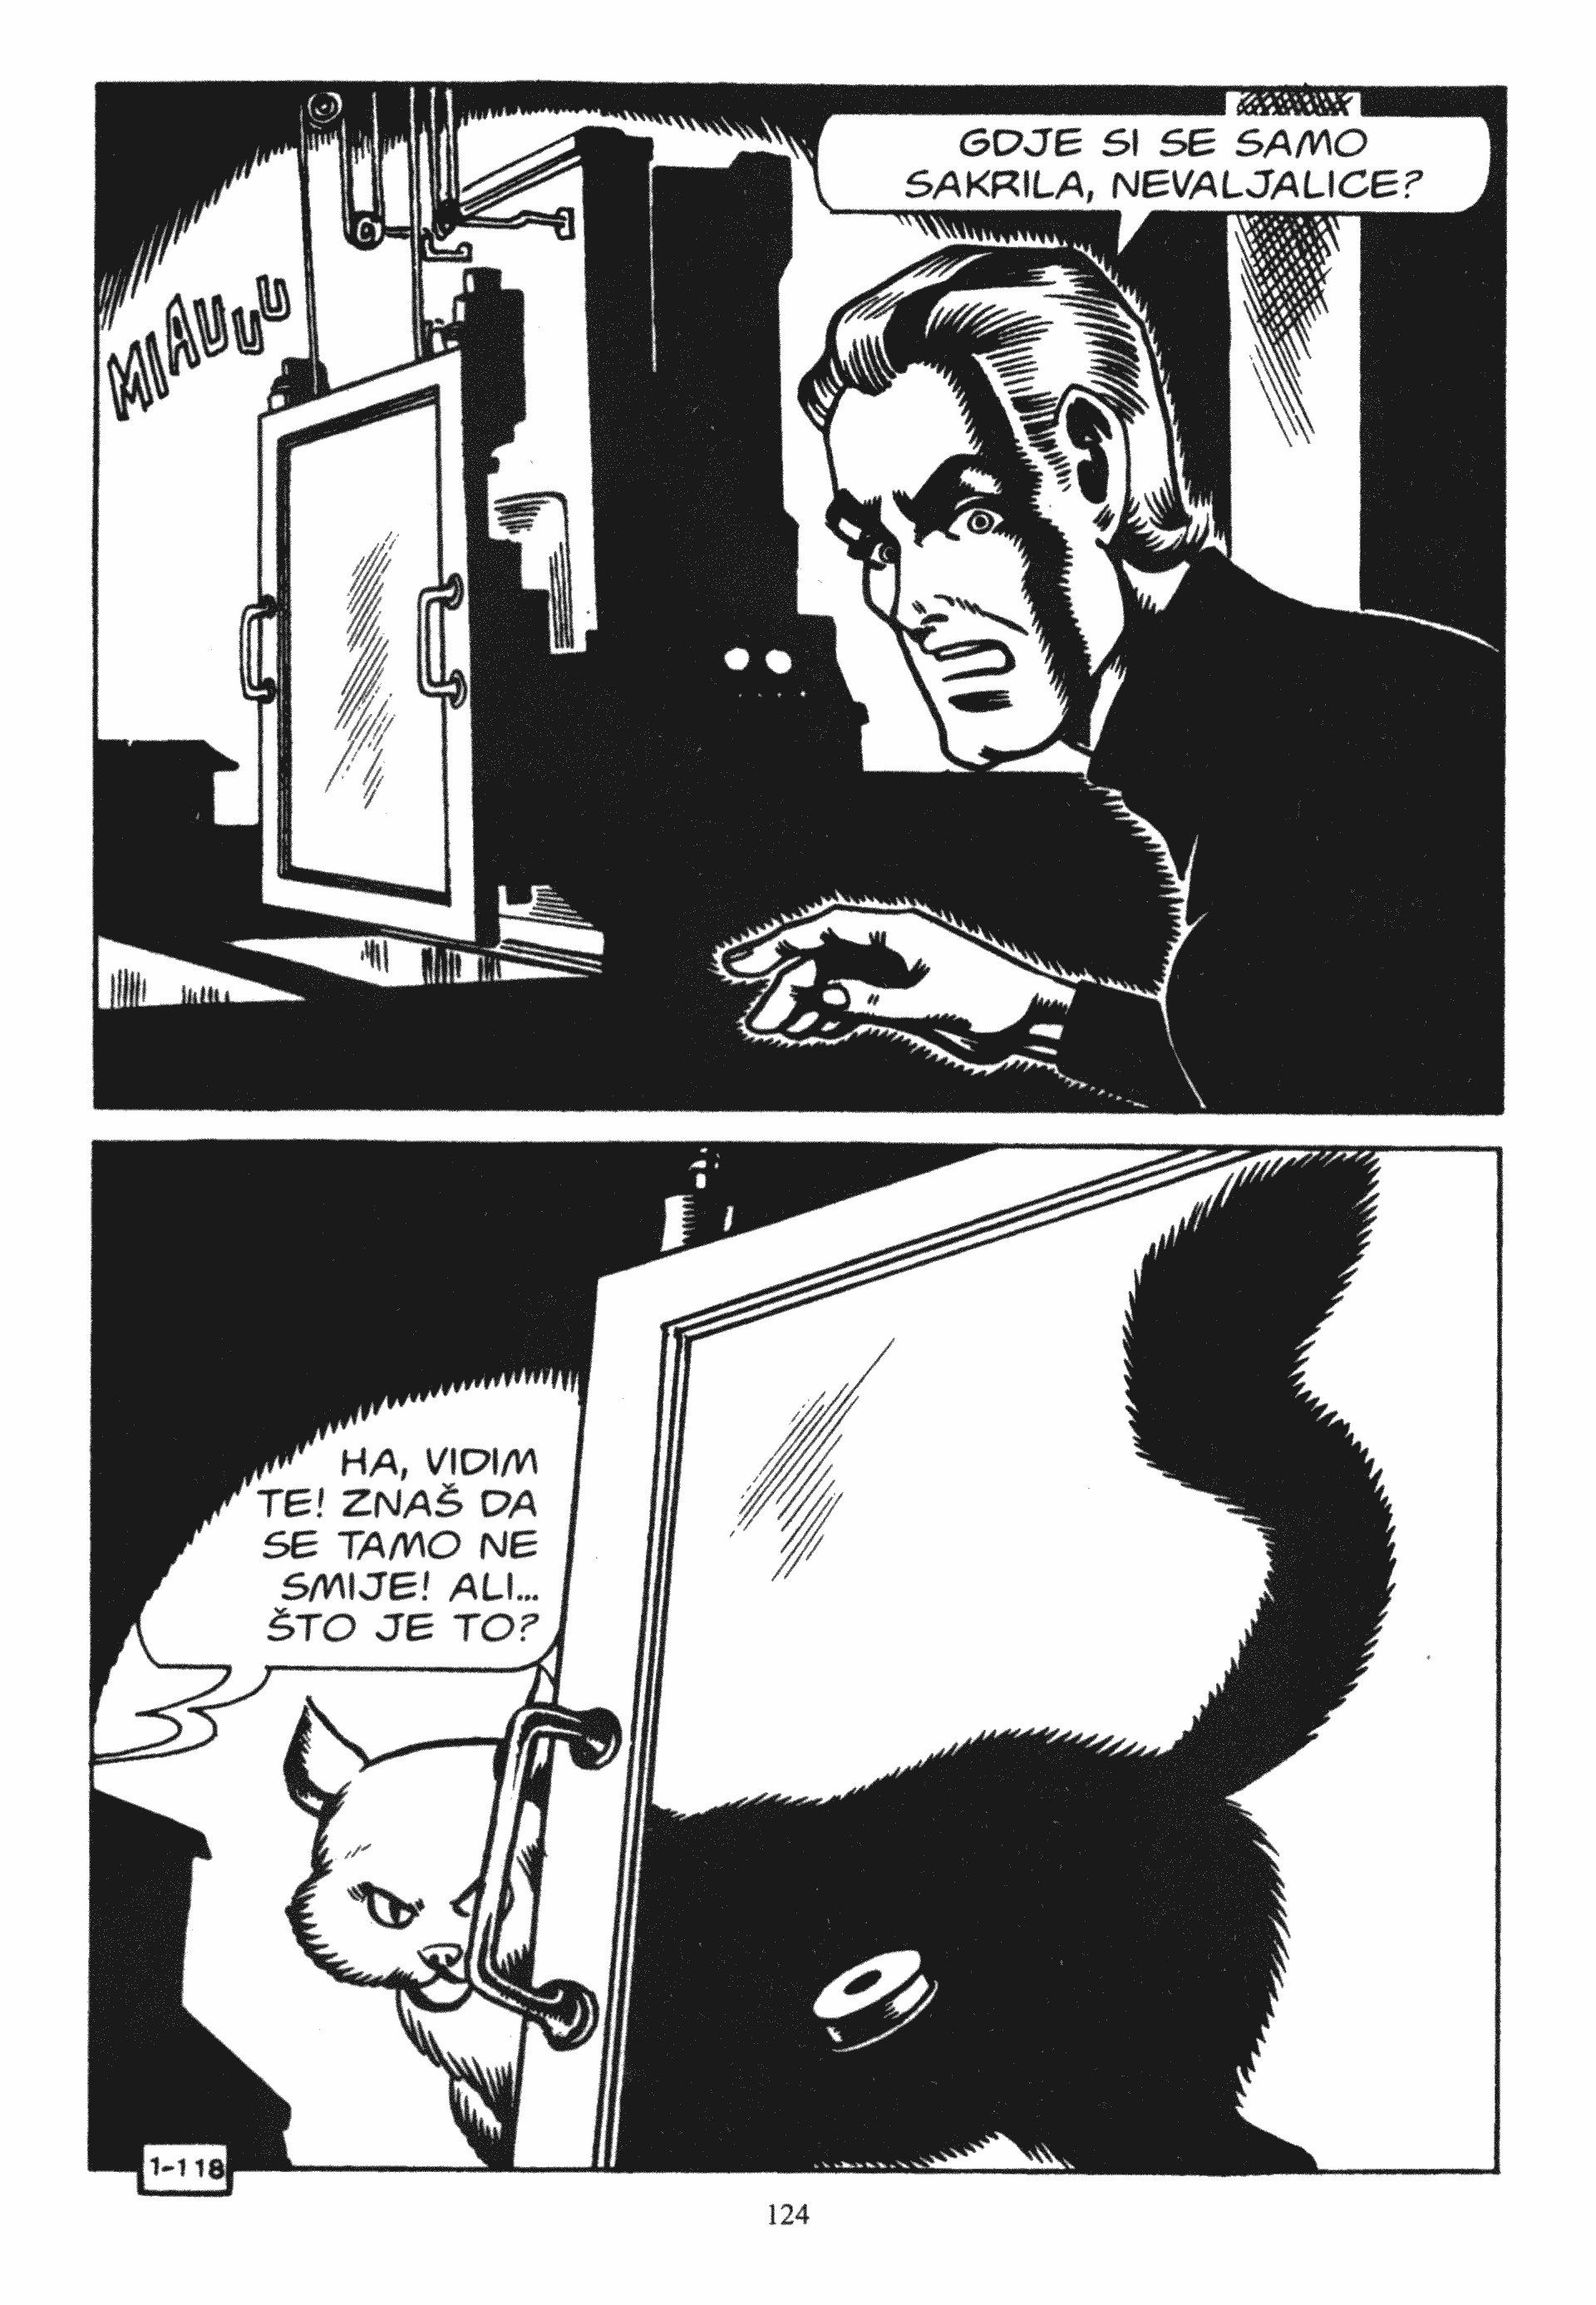 GDJE SI SE SAMO
SAKRILA, NEVALJALICE?
MIAUUU
HA, VIDIM
TE! ZNAŠ DA
SE TAMO NE
SMIJE! ALI...
ŠTO JE TO?
1-118
124